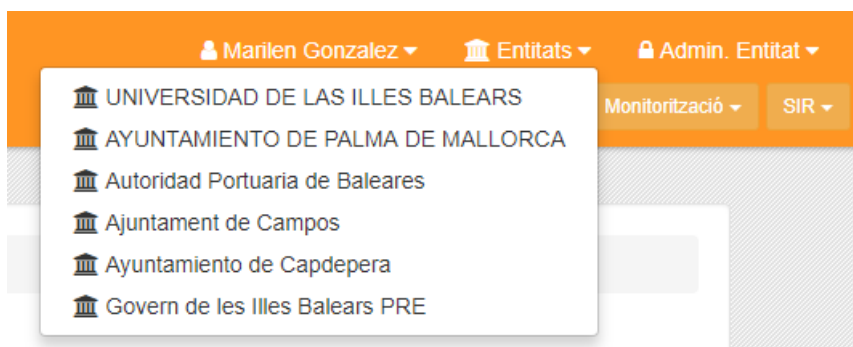 Marilen Gonzalez Entitats Admin. Entitat
Monitorització SIR
UNIVERSIDAD DE LAS ILLES BALEARS
AYUNTAMIENTO DE PALMA DE MALLORCA
Autoridad Portuaria de Baleares
Ajuntament de Campos
Ayuntamiento de Capdepera
Govern de les Illes Balears PRE